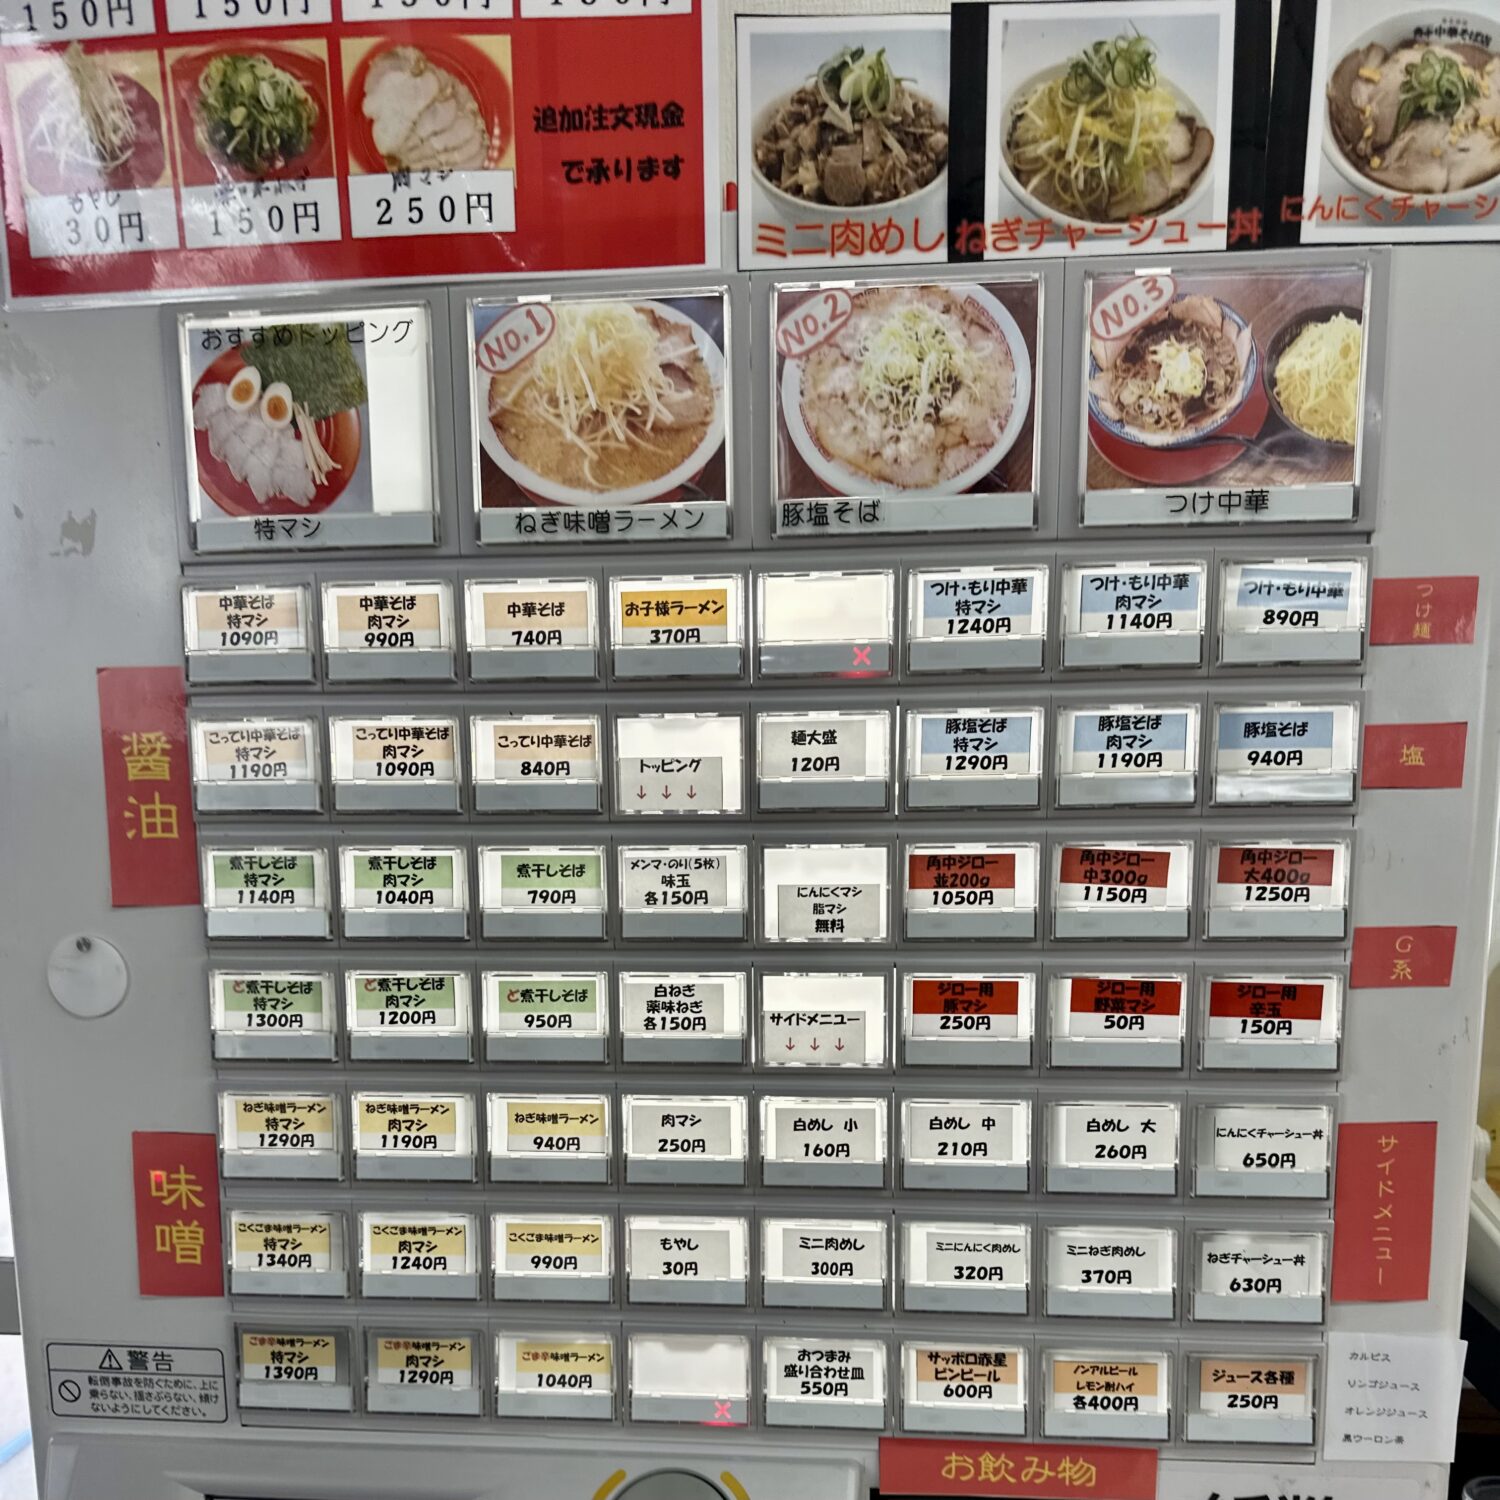 150円
150円
30円
150円
肉マシ
250円
追加注文現金
で承ります
ミニ肉めし
ねぎチャーシュー丼
にんにくチャーシ
おすすめトッピング
特マシ
NO.1
ねぎ味噌ラーメン
NO.2
豚塩そば
NO.3
つけ中華
中華そば
特マシ
1090円
中華そば
肉マシ
990円
中華そば
740円
お子様ラーメン
370円
つけ・もり中華
特マシ
1240円
つけ・もり中華
肉マシ
1140円
つけ・もり中華
890円
つけ麺
醤油
こってり中華そば
特マシ
1190円
こってり中華そば
肉マシ
1090円
こってり中華そば
840円
トッピング
↓ ↓ ↓
麺大盛
120円
豚塩そば
特マシ
1290円
豚塩そば
肉マシ
1190円
豚塩そば
940円
塩
煮干しそば
特マシ
1140円
煮干しそば
肉マシ
1040円
煮干しそば
790円
メンマ・のり(5枚)
味玉
各150円
にんにくマシ
脂マシ
無料
角中ジロー
並200g
1050円
角中ジロー
中300g
1150円
角中ジロー
大400g
1250円
G系
ど煮干しそば
特マシ
1300円
ど煮干しそば
肉マシ
1200円
ど煮干しそば
950円
白ねぎ
薬味ねぎ
各150円
サイドメニュー
↓ ↓ ↓
ジロー用
豚マシ
250円
ジロー用
野菜マシ
50円
ジロー用
辛玉
150円
味噌
ねぎ味噌ラーメン
特マシ
1290円
ねぎ味噌ラーメン
肉マシ
1190円
ねぎ味噌ラーメン
940円
肉マシ
250円
白めし 小
160円
白めし 中
210円
白めし 大
260円
にんにくチャーシュー丼
650円
サイドメニュー
こくごま味噌ラーメン
特マシ
1340円
こくごま味噌ラーメン
肉マシ
1240円
こくごま味噌ラーメン
990円
もやし
30円
ミニ肉めし
300円
ミニにんにく肉めし
320円
ミニねぎ肉めし
370円
ねぎチャーシュー丼
630円
ごま辛味噌ラーメン
特マシ
1390円
ごま辛味噌ラーメン
肉マシ
1290円
ごま辛味噌ラーメン
1040円
おつまみ
盛り合わせ皿
550円
サッポロ赤星
ビンビール
600円
ノンアルビール
レモン酎ハイ
各400円
ジュース各種
250円
カルピス
リンゴジュース
オレンジジュース
黒ウーロン茶
警告
転倒事故を防ぐために、上に
乗らない、揺さぶらない、傾け
ないようにしてください。
お飲み物